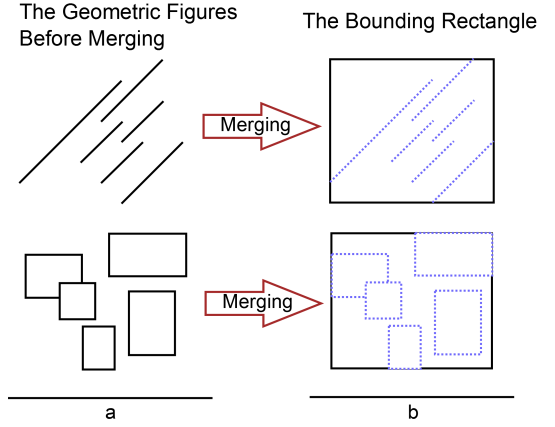 The Geometric Figures
Before Merging
The Bounding Rectangle
Merging
Merging
a
b